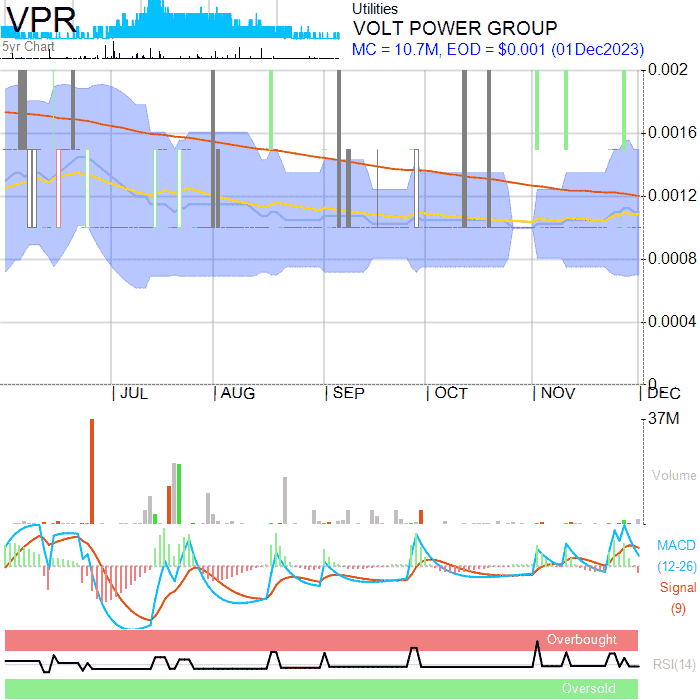 VPR
Utilities
VOLT POWER GROUP
MC = 10.7M, EOD = $0.001 (01Dec2023)
5yr Chart
0.002
0.0016
0.0012
0.0008
0.0004
0
JUL AUG SEP OCT NOV DEC
37M
Volume
MACD
(12-26)
Signal
(9)
Overbought
RSI(14)
Oversold